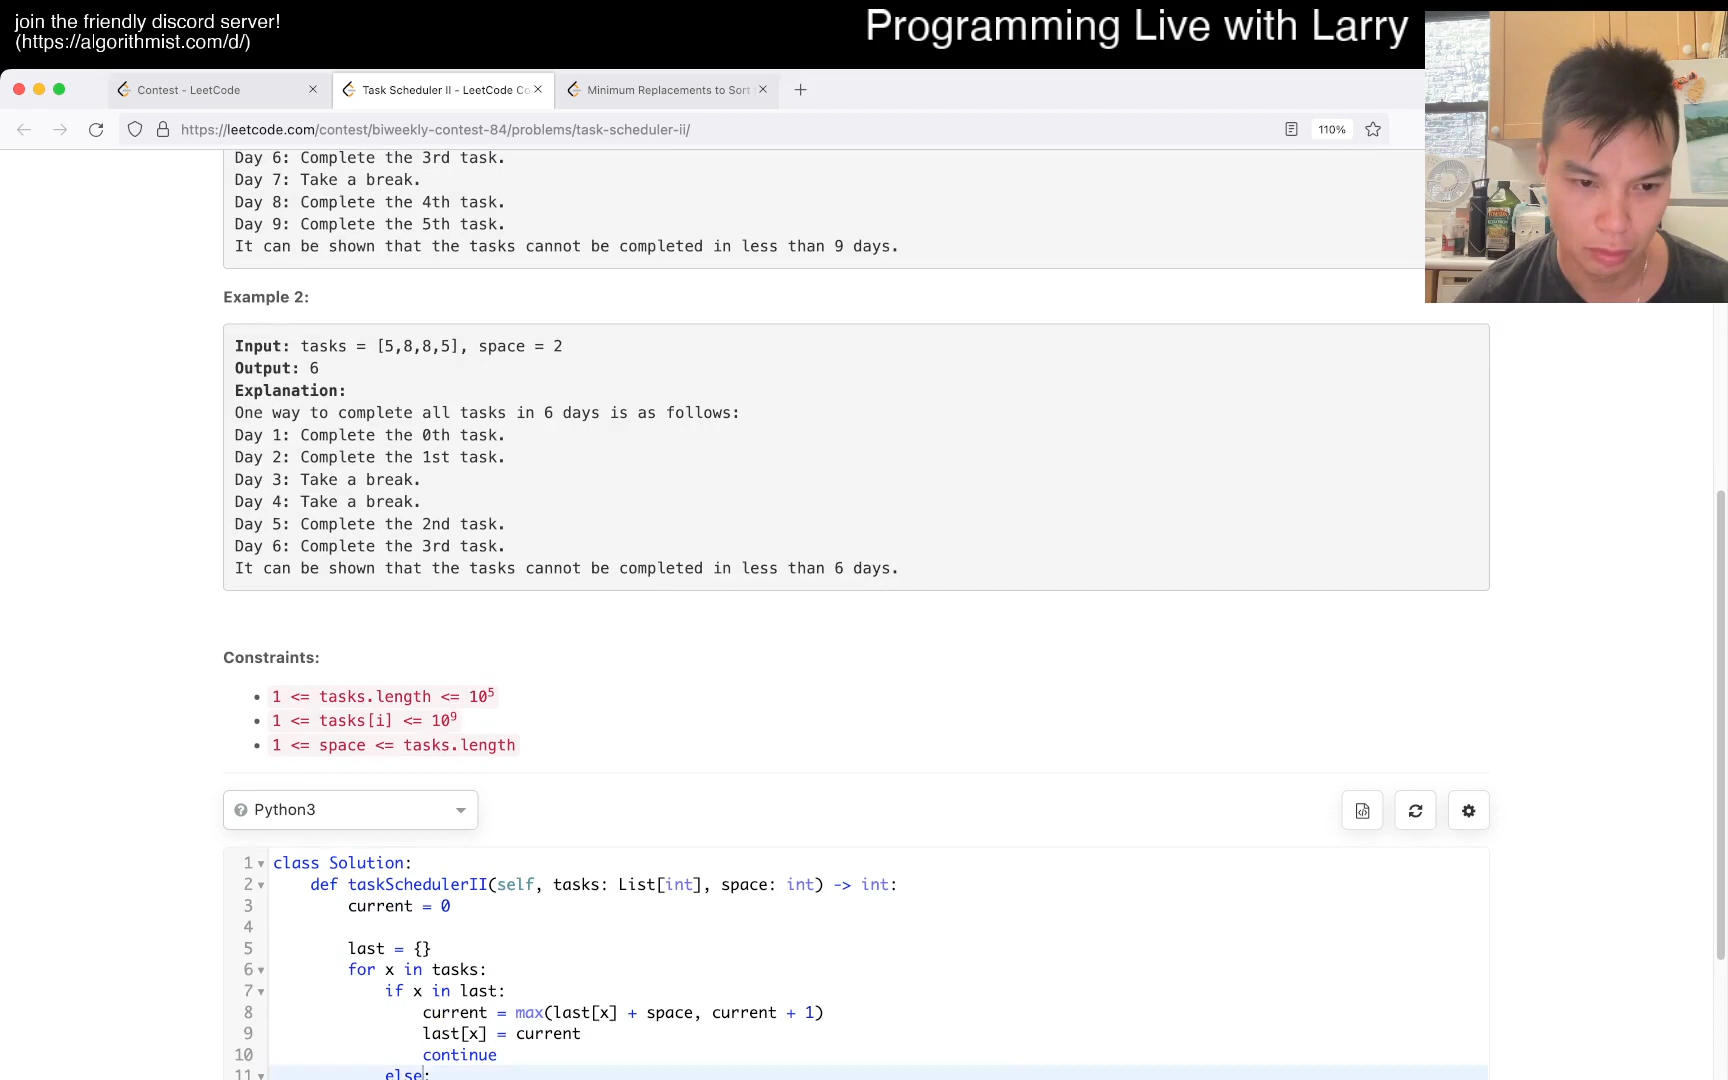 join the friendly discord server!
(https://algorithmist.com/d/)
Programming Live with Larry
Contest - LeetCode
Task Scheduler II - LeetCode Co
Minimum Replacements to Sort
https://leetcode.com/contest/biweekly-contest-84/problems/task-scheduler-ii/
110%
Day 6: Complete the 3rd task.
Day 7: Take a break.
Day 8: Complete the 4th task.
Day 9: Complete the 5th task.
It can be shown that the tasks cannot be completed in less than 9 days.
Example 2:
Input: tasks = [5,8,8,5], space = 2
Output: 6
Explanation:
One way to complete all tasks in 6 days is as follows:
Day 1: Complete the 0th task.
Day 2: Complete the 1st task.
Day 3: Take a break.
Day 4: Take a break.
Day 5: Complete the 2nd task.
Day 6: Complete the 3rd task.
It can be shown that the tasks cannot be completed in less than 6 days.
Constraints:
• 1 <= tasks.length <= 10⁵
• 1 <= tasks[i] <= 10⁹
• 1 <= space <= tasks.length
Python3
1 class Solution:
2 def taskSchedulerII(self, tasks: List[int], space: int) -> int:
3 current = 0
4
5 last = {}
6 for x in tasks:
7 if x in last:
8 current = max(last[x] + space, current + 1)
9 last[x] = current
10 continue
11 else: